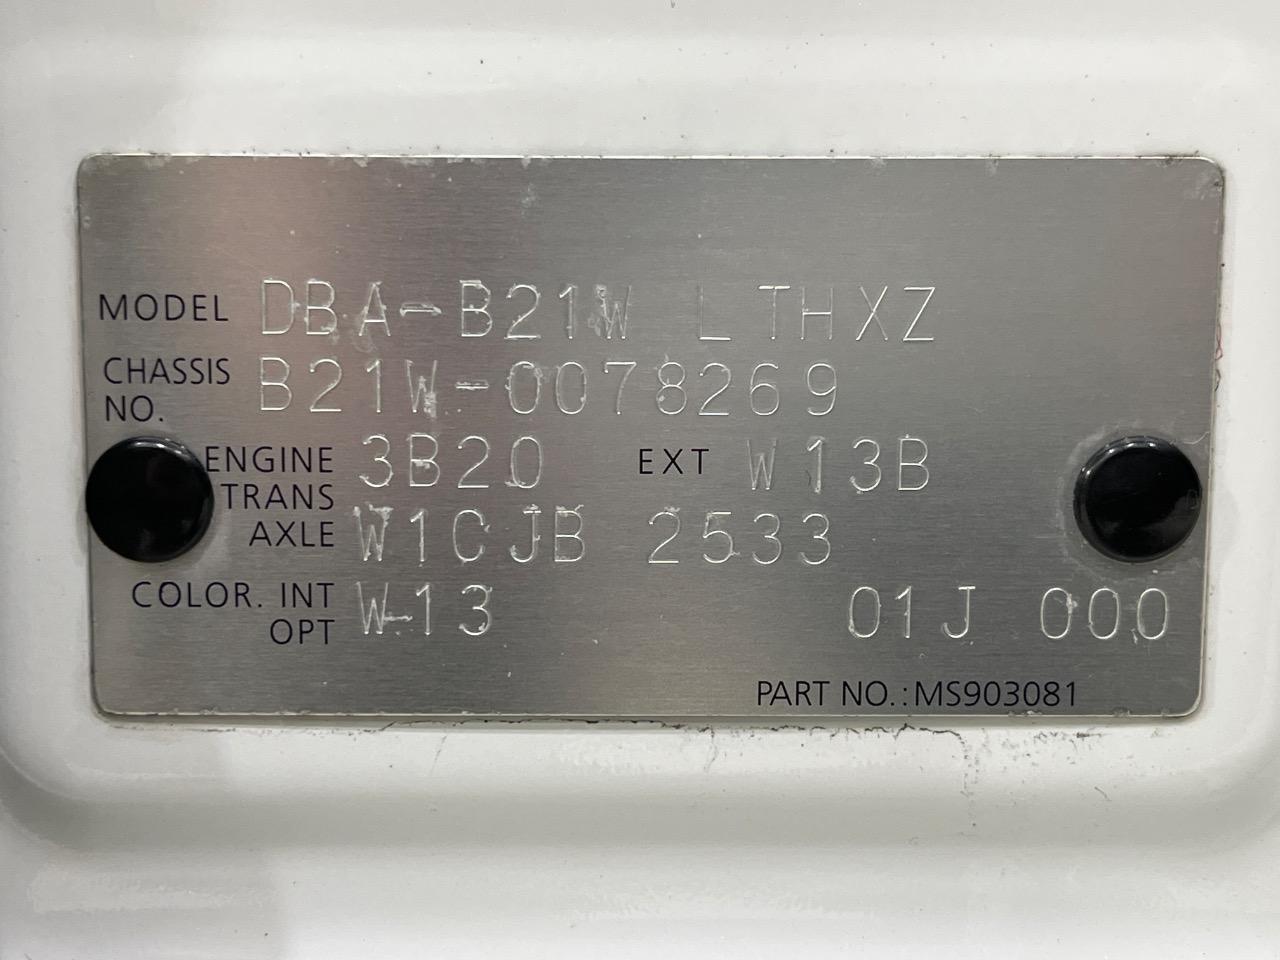 MODEL DBA-B21W LTHXZ
CHASSIS NO. B21W-0078269
ENGINE 3B20 EXT W13B
TRANS AXLE W1CJB 2533
COLOR. INT OPT W-13 01J 000
PART NO.:MS903081